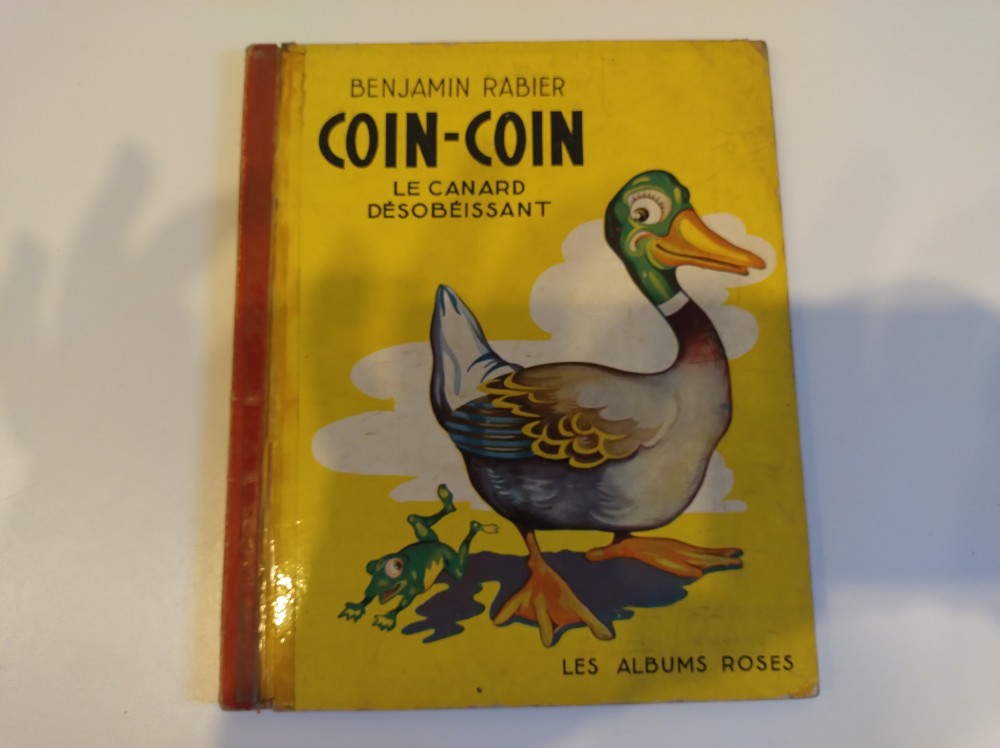 BENJAMIN RABIER
COIN-COIN
LE CANARD
DÉSOBÉISSANT
LES ALBUMS ROSES